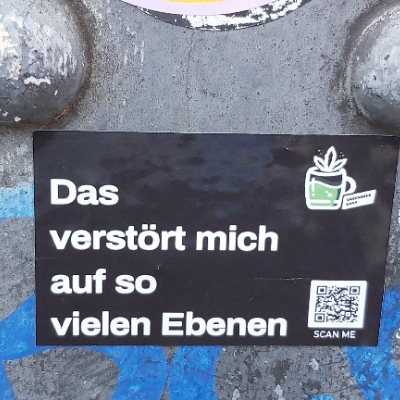 Das
verstört mich
auf so
vielen Ebenen
SCAN ME